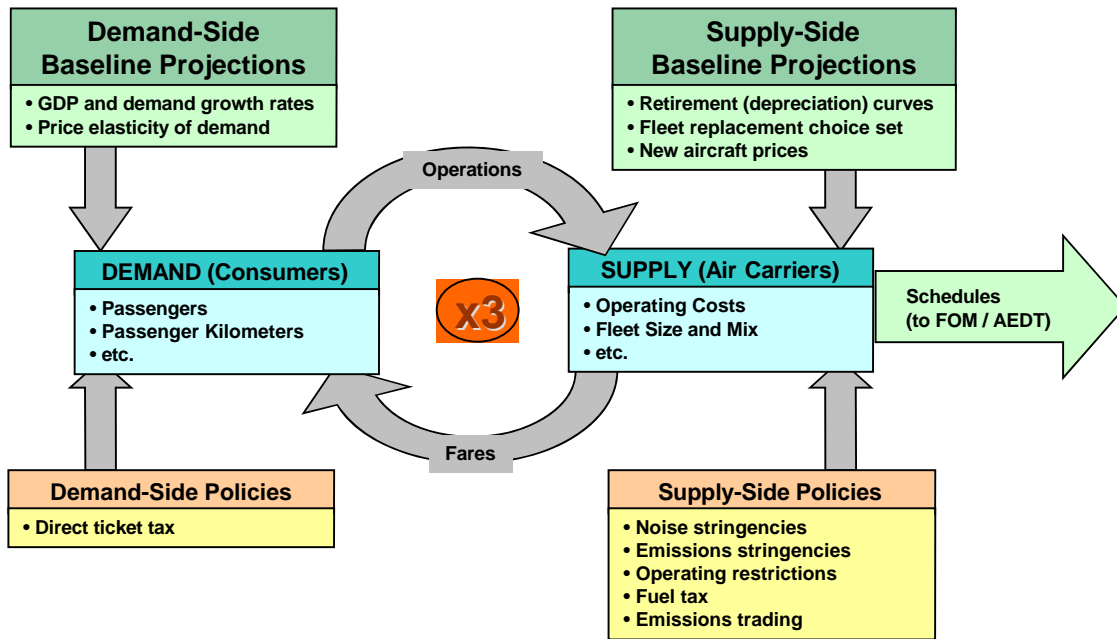 Demand-Side
Baseline Projections
• GDP and demand growth rates
• Price elasticity of demand
Supply-Side
Baseline Projections
• Retirement (depreciation) curves
• Fleet replacement choice set
• New aircraft prices
Operations
DEMAND (Consumers)
• Passengers
• Passenger Kilometers
• etc.
x3
SUPPLY (Air Carriers)
• Operating Costs
• Fleet Size and Mix
• etc.
Schedules
(to FOM / AEDT)
Fares
Demand-Side Policies
• Direct ticket tax
Supply-Side Policies
• Noise stringencies
• Emissions stringencies
• Operating restrictions
• Fuel tax
• Emissions trading